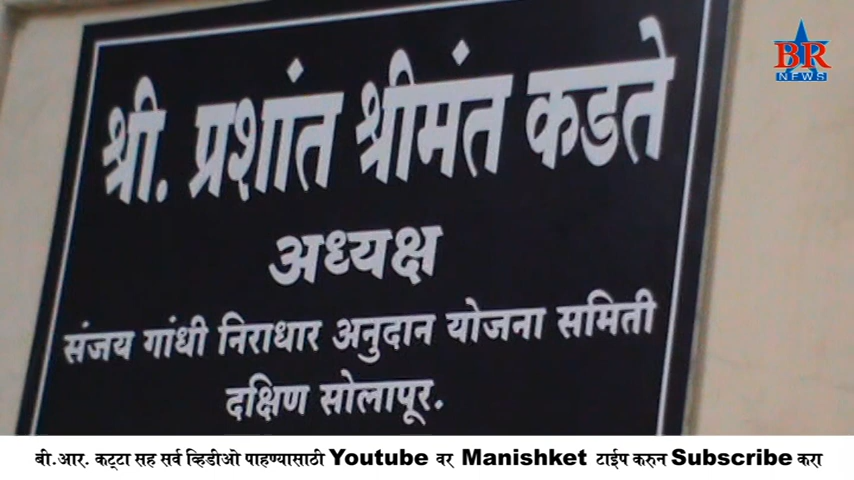 BR
NEWS
श्री. प्रशांत श्रीमंत कडते
अध्यक्ष
संजय गांधी निराधार अनुदान योजना समिती
दक्षिण सोलापूर.
बी.आर. कट्टा सह सर्व व्हिडीओ पाहण्यासाठी Youtube वर Manishket टाईप करुन Subscribe करा